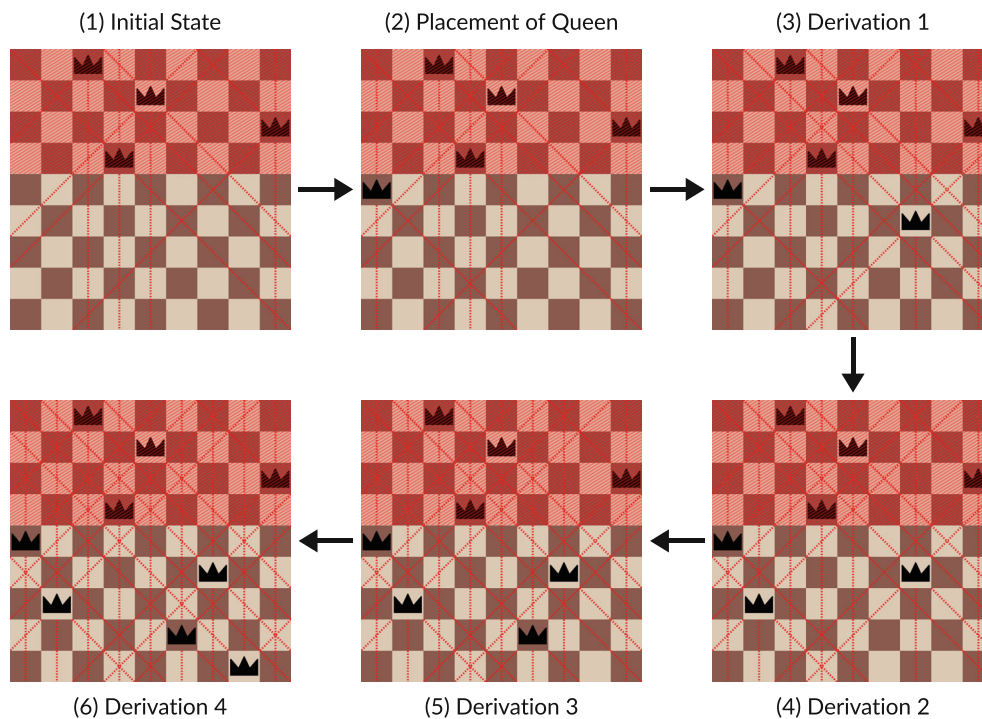 (1) Initial State
(2) Placement of Queen
(3) Derivation 1
(6) Derivation 4
(5) Derivation 3
(4) Derivation 2